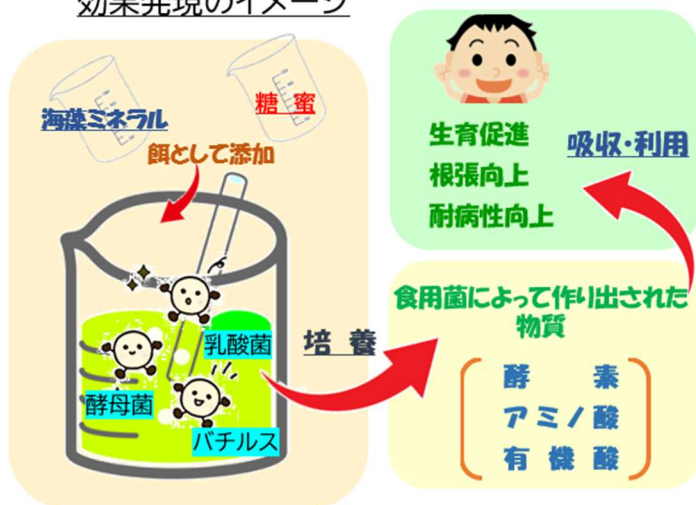 効果発現のイメージ
海藻ミネラル
糖 蜜
餌として添加
乳酸菌
酵母菌
バチルス
培 養
食用菌によって作り出された
物質
酵 素
アミノ酸
有 機 酸
吸収・利用
生育促進
根張向上
耐病性向上